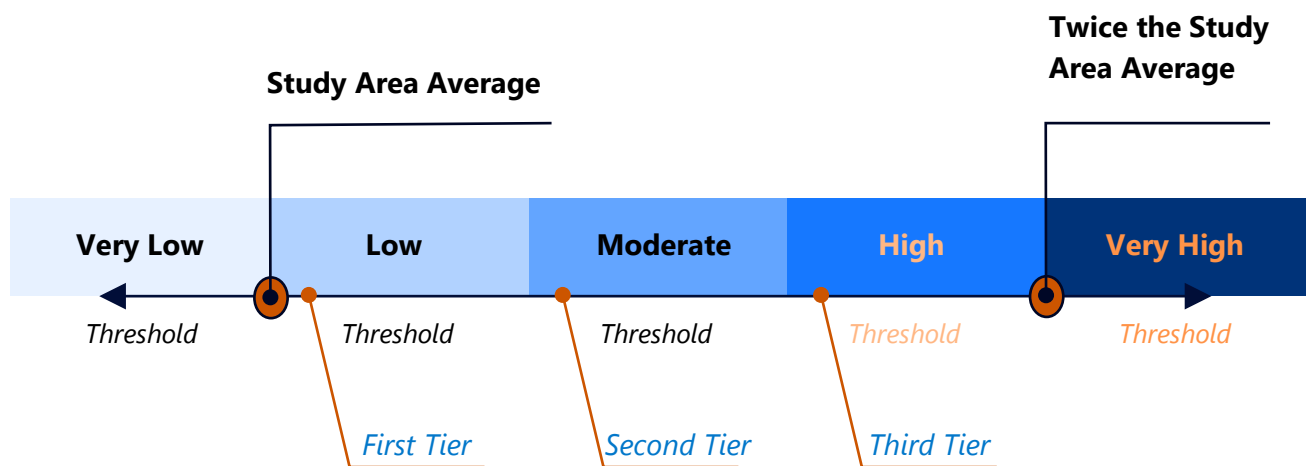 Twice the Study
Area Average
Study Area Average
Very Low
Low
Moderate
High
Very High
Threshold
Threshold
Threshold
Threshold
Threshold
First Tier
Second Tier
Third Tier